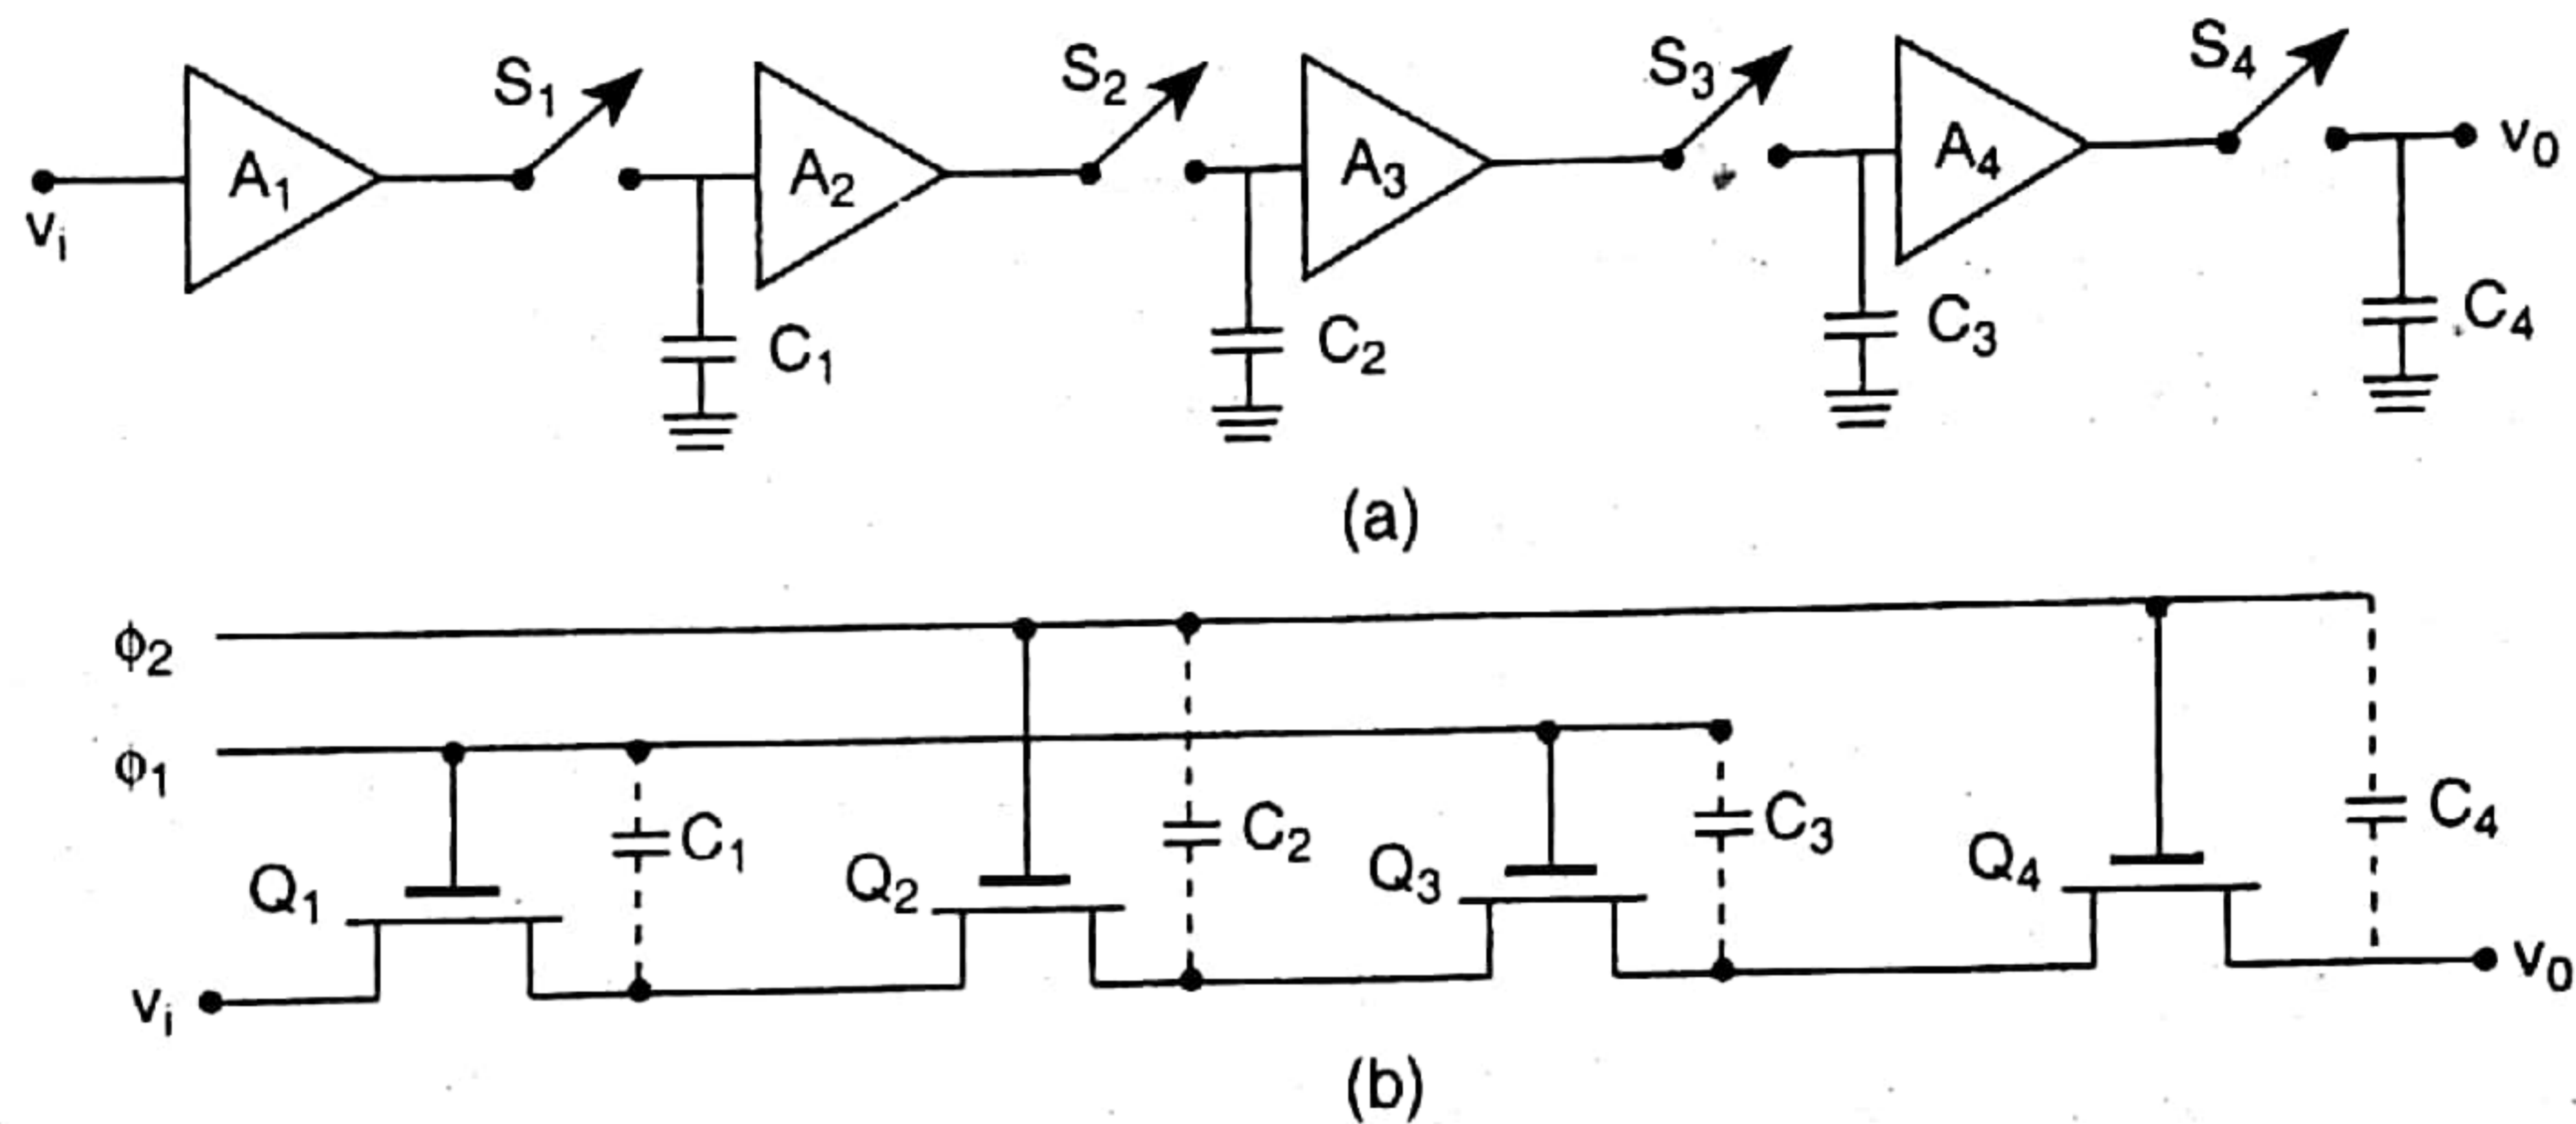 S₁ S₂ S₃ S₄
vᵢ A₁ A₂ A₃ A₄ v₀
C₁ C₂ C₃ C₄
(a)
ϕ₂
ϕ₁
C₁ C₂ C₃ C₄
Q₁ Q₂ Q₃ Q₄
vᵢ v₀
(b)